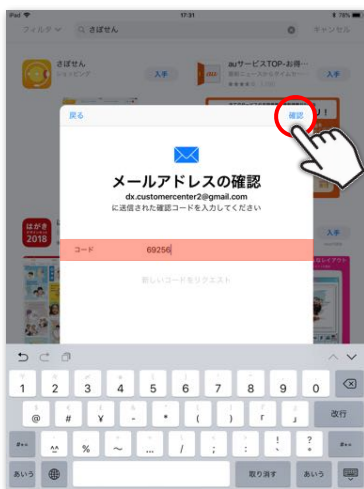 iPad 17:31 78%
フィルタ さぽせん キャンセル
さぽせん
ショッピング
入手
auサービスTOP-お得…
入手
戻る 確認
メールアドレスの確認
dx.customercenter2@gmail.com
に送信された確認コードを入力してください
コード 69256
新しいコードをリクエスト
はがき
2018
入手
1 2 3 4 5 6 7 8 9 0
@ # ¥ - * ( ) 「 」 改行
#+= ^^ % ~ … / ; : ! 、 ? 。 #+=
あいう 取り消す あいう